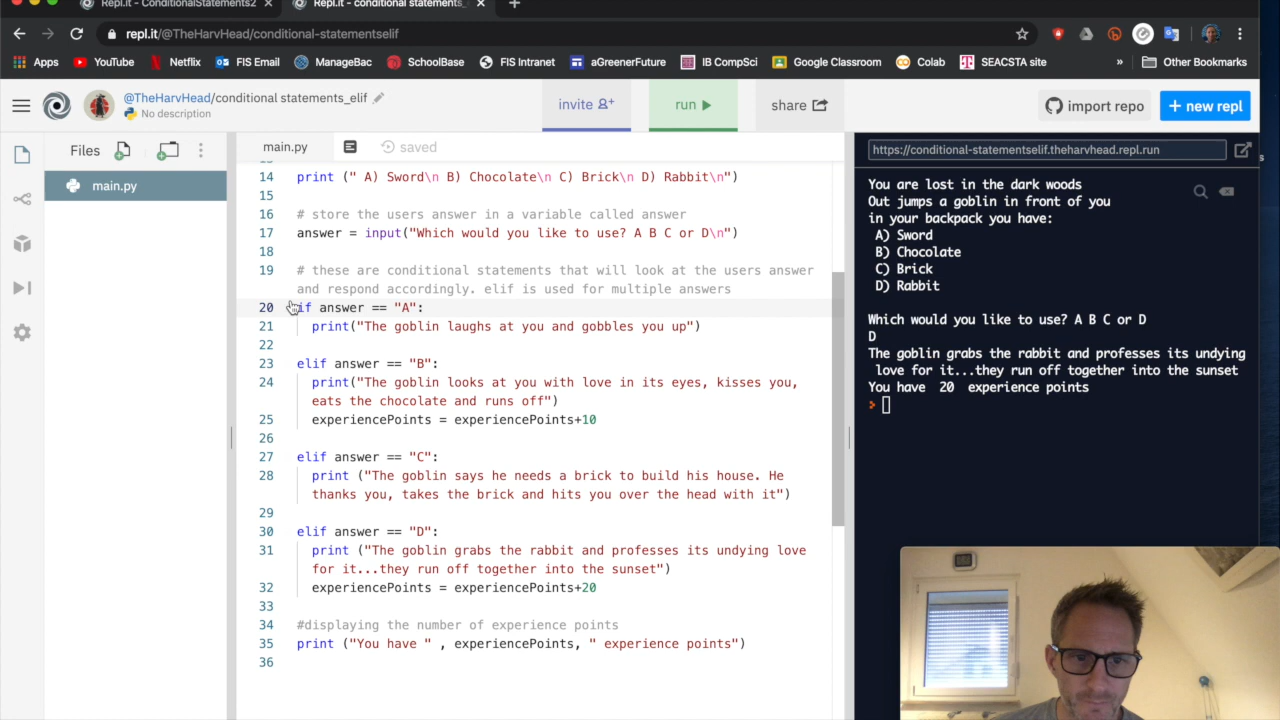 Repl.it - ConditionalStatements2
Repl.it - conditional statements_
repl.it/@TheHarvHead/conditional-statementselif
Apps
YouTube
Netflix
FIS Email
ManageBac
SchoolBase
FIS Intranet
aGreenerFuture
IB CompSci
Google Classroom
Colab
SEACSTA site
»
Other Bookmarks
@TheHarvHead/conditional statements_elif
No description
invite
run
share
import repo
+ new repl
Files
main.py
main.py
saved
14 print (" A) Sword\n B) Chocolate\n C) Brick\n D) Rabbit\n")
15
16 # store the users answer in a variable called answer
17 answer = input("Which would you like to use? A B C or D\n")
18
19 # these are conditional statements that will look at the users answer
and respond accordingly. elif is used for multiple answers
20 if answer == "A":
21 print("The goblin laughs at you and gobbles you up")
22
23 elif answer == "B":
24 print("The goblin looks at you with love in its eyes, kisses you,
eats the chocolate and runs off")
25 experiencePoints = experiencePoints+10
26
27 elif answer == "C":
28 print ("The goblin says he needs a brick to build his house. He
thanks you, takes the brick and hits you over the head with it")
29
30 elif answer == "D":
31 print ("The goblin grabs the rabbit and professes its undying love
for it...they run off together into the sunset")
32 experiencePoints = experiencePoints+20
33
34 #displaying the number of experience points
35 print ("You have " , experiencePoints, " experience points")
36
https://conditional-statementselif.theharvhead.repl.run
You are lost in the dark woods
Out jumps a goblin in front of you
in your backpack you have:
A) Sword
B) Chocolate
C) Brick
D) Rabbit
Which would you like to use? A B C or D
D
The goblin grabs the rabbit and professes its undying
love for it...they run off together into the sunset
You have 20 experience points